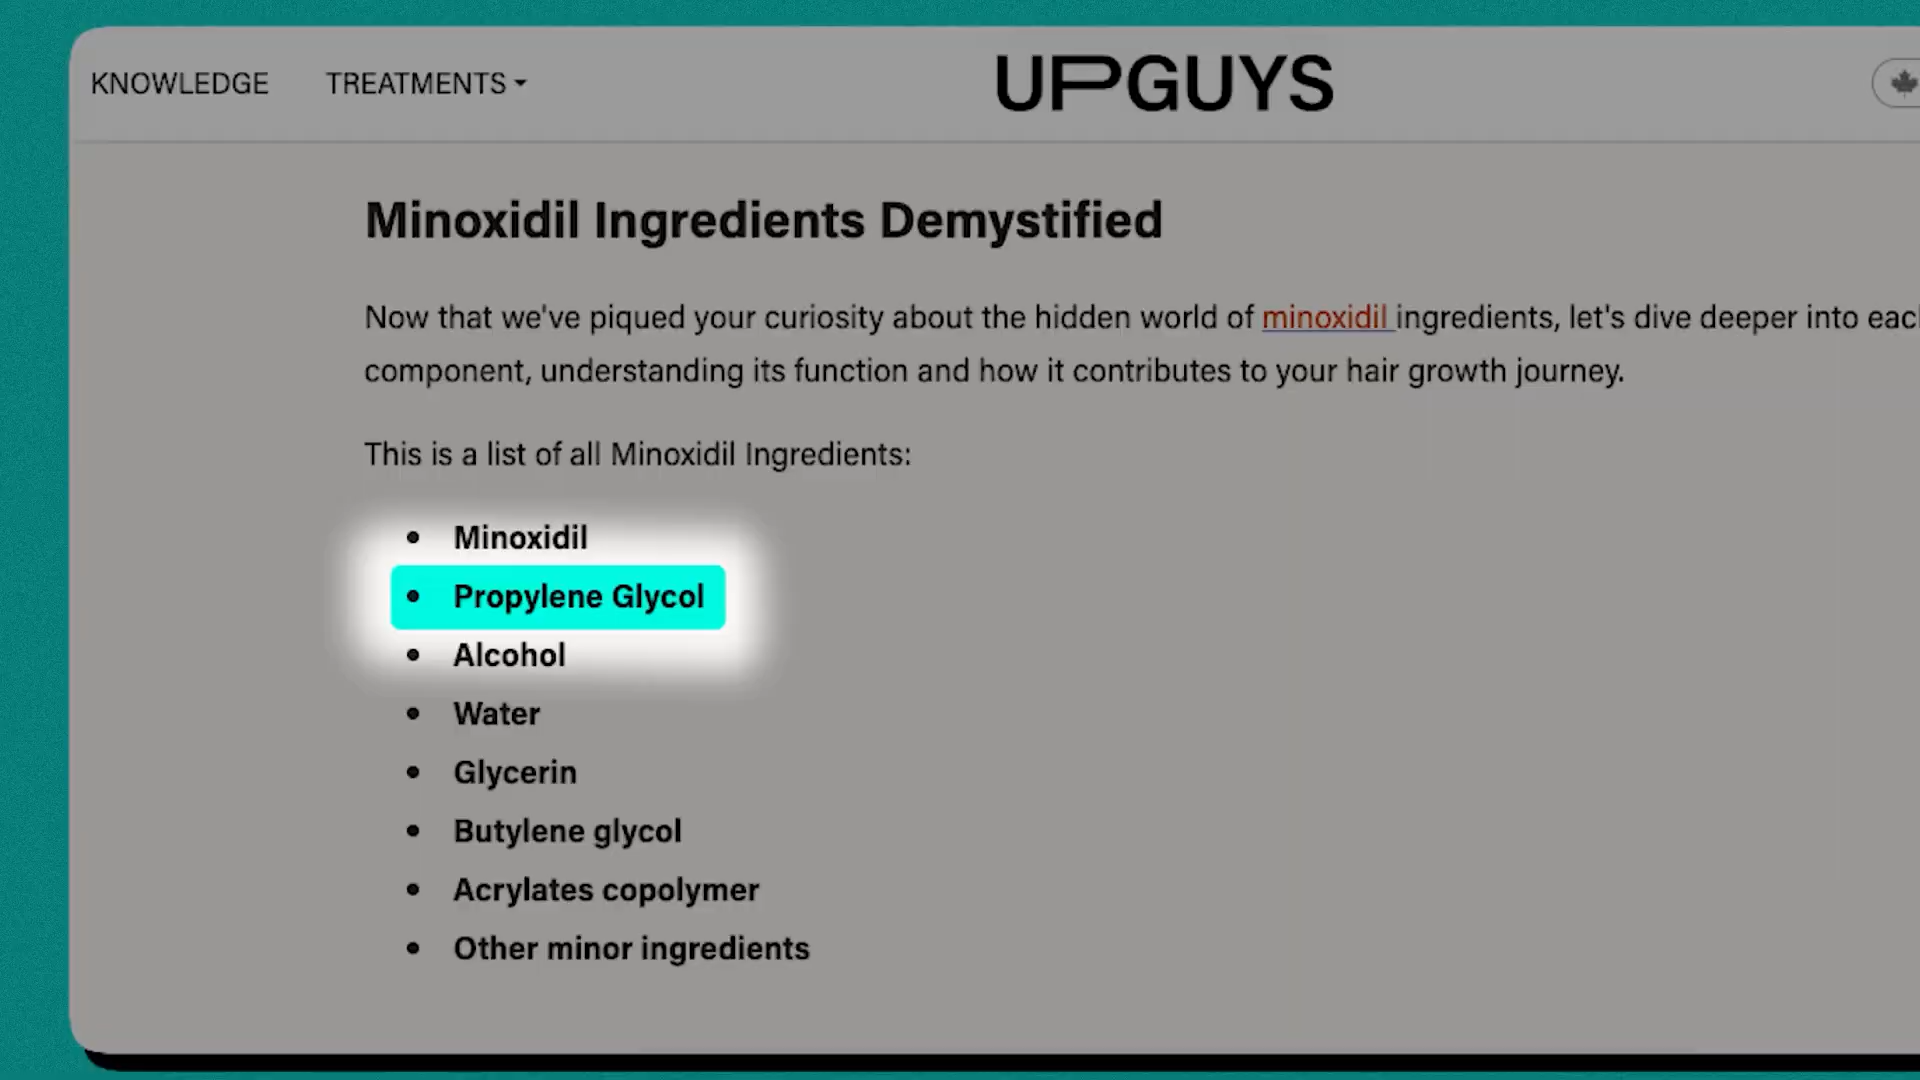 KNOWLEDGE TREATMENTS UPGUYS
Minoxidil Ingredients Demystified
Now that we've piqued your curiosity about the hidden world of minoxidil ingredients, let's dive deeper into
component, understanding its function and how it contributes to your hair growth journey.
This is a list of all Minoxidil Ingredients:
• Minoxidil
• Propylene Glycol
• Alcohol
• Water
• Glycerin
• Butylene glycol
• Acrylates copolymer
• Other minor ingredients